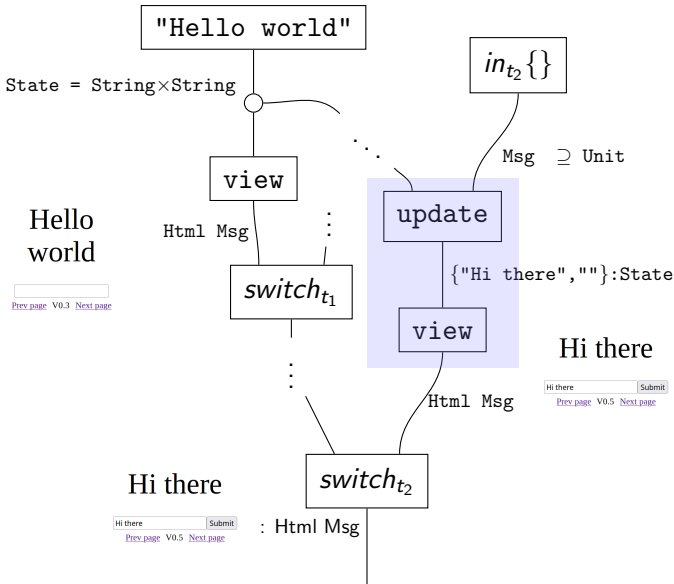 "Hello world"
State = String×String
in_{t_2}{}
Msg ⊇ Unit
view
update
Hello
world
Html Msg
{"Hi there",""}:State
switch_{t_1}
Prev page V0.3 Next page
view
Hi there
Hi there Submit
Prev page V0.5 Next page
Html Msg
switch_{t_2}
Hi there
Hi there Submit
Prev page V0.5 Next page
: Html Msg